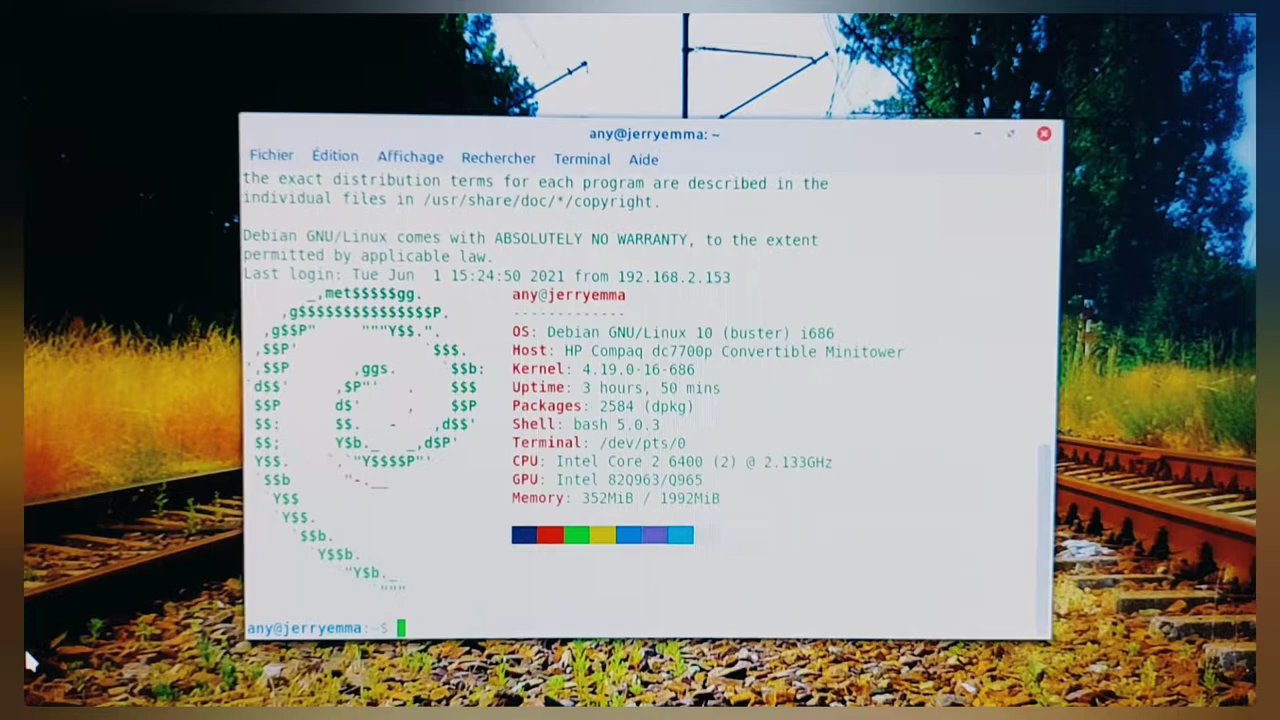 any@jerryemma: ~
Fichier Édition Affichage Rechercher Terminal Aide
the exact distribution terms for each program are described in the
individual files in /usr/share/doc/*/copyright.
Debian GNU/Linux comes with ABSOLUTELY NO WARRANTY, to the extent
permitted by applicable law.
Last login: Tue Jun  1 15:24:50 2021 from 192.168.2.153
any@jerryemma
-------------
OS: Debian GNU/Linux 10 (buster) i686
Host: HP Compaq dc7700p Convertible Minitower
Kernel: 4.19.0-16-686
Uptime: 3 hours, 50 mins
Packages: 2584 (dpkg)
Shell: bash 5.0.3
Terminal: /dev/pts/0
CPU: Intel Core 2 6400 (2) @ 2.133GHz
GPU: Intel 82Q963/Q965
Memory: 352MiB / 1992MiB
any@jerryemma:~$